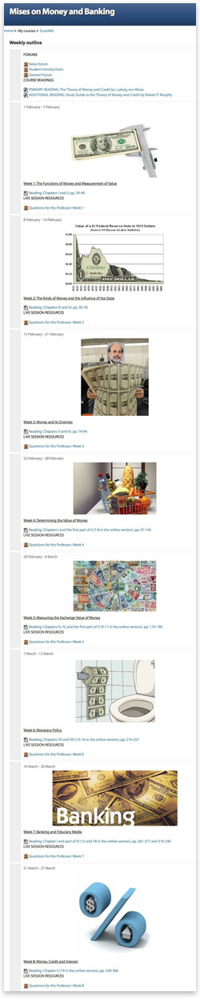 Mises on Money and Banking
Home ► My courses ► Econ400
Weekly outline
FORUMS
News forum
Student Introductions
General Forum
COURSE READINGS
PRIMARY READING: The Theory of Money and Credit by Ludwig von Mises
ADDITIONAL READING: Study Guide to the Theory of Money and Credit by Robert P. Murphy
1 February - 7 February
Week 1: The Functions of Money and Measurement of Value
Reading: Chapters I and II, pp. 29-49
LIVE SESSION RESOURCES
Questions for the Professor: Week 1
8 February - 14 February
Value of a $1 Federal Reserve Note in 1913 Dollars
ONE DOLLAR
Week 2: The Kinds of Money and the Influence of the State
Reading: Chapters III and IV, pp. 50-78
LIVE SESSION RESOURCES
Questions for the Professor: Week 2
15 February - 21 February
Week 3: Money and its Enemies
Reading: Chapters V and VI, pp. 79-94
LIVE SESSION RESOURCES
Questions for the Professor: Week 3
22 February - 28 February
Week 4: Determining the Value of Money
Reading: Chapters I and the first part of II (7-8 in the online version), pp. 97-145
LIVE SESSION RESOURCES
Questions for the Professor: Week 4
29 February - 6 March
Week 5: Measuring the Exchange Value of Money
Reading: Chapters III, IV, and the first part of V (9-11 in the online version), pp. 170-195
LIVE SESSION RESOURCES
Questions for the Professor: Week 5
7 March - 13 March
Week 6: Monetary Policy
Reading: Chapters VII and VIII (13-14 in the online version), pp. 216-257
LIVE SESSION RESOURCES
Questions for the Professor: Week 6
14 March - 20 March
Banking
Week 7: Banking and Fiduciary Media
Reading: Chapter I and part of IV (15 and 18 in the online version), pp. 261-277 and 319-336
LIVE SESSION RESOURCES
Questions for the Professor: Week 7
21 March - 27 March
Week 8: Money, Credit and Interest
Reading: Chapter V (19 in the online version), pp. 339-366
LIVE SESSION RESOURCES
Questions for the Professor: Week 8